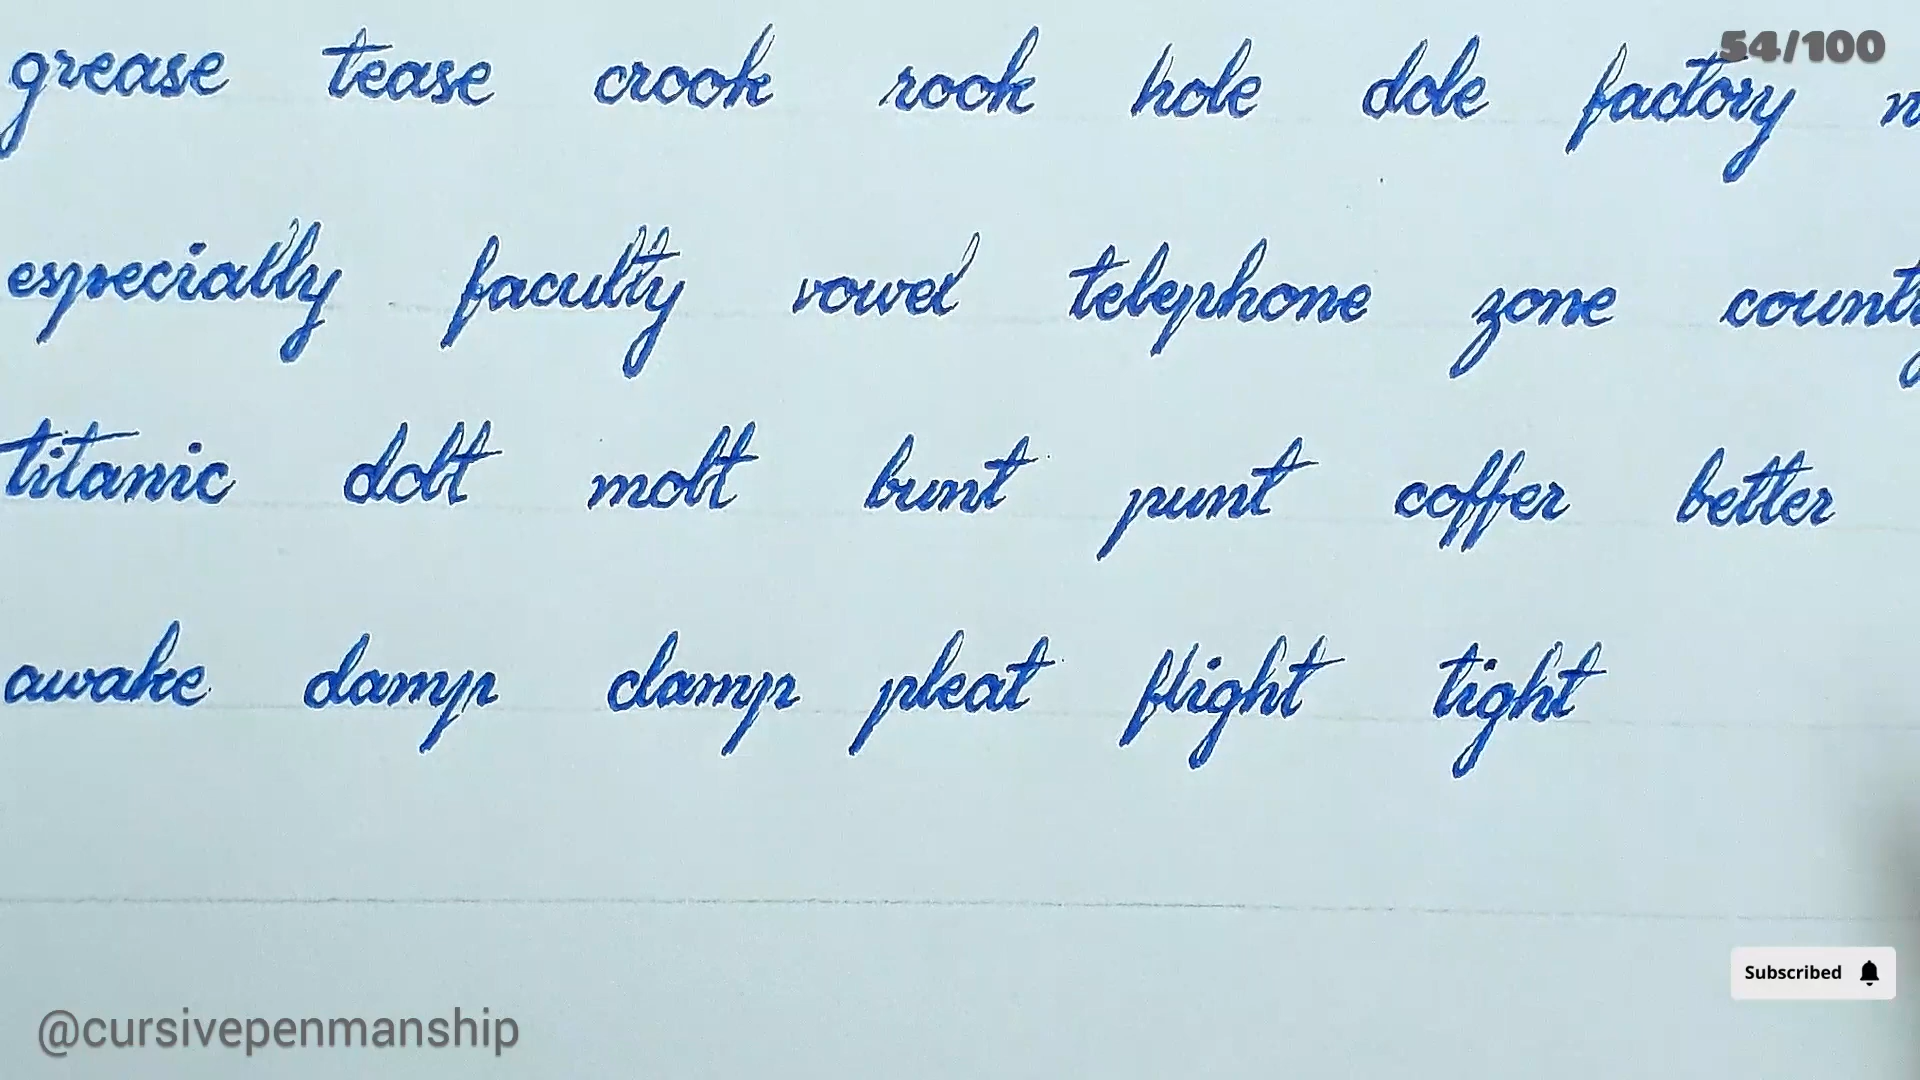 54/100
grease tease crook rook hole dole factory
especially faculty vowel telephone zone
titanic dolt molt bunt punt coffer better
awake damp clamp pleat flight tight
Subscribed
@cursivepenmanship